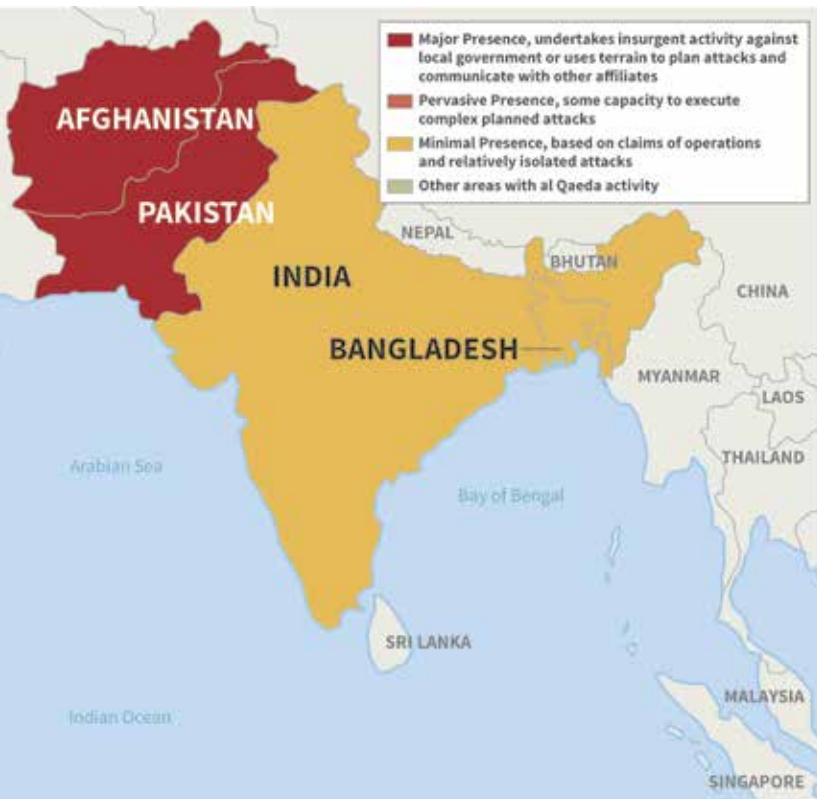 Major Presence, undertakes insurgent activity against
local government or uses terrain to plan attacks and
communicate with other affiliates
Pervasive Presence, some capacity to execute
complex planned attacks
Minimal Presence, based on claims of operations
and relatively isolated attacks
Other areas with al Qaeda activity
AFGHANISTAN
PAKISTAN
NEPAL
BHUTAN
INDIA
CHINA
BANGLADESH
MYANMAR
LAOS
THAILAND
Arabian Sea
Bay of Bengal
SRI LANKA
MALAYSIA
Indian Ocean
SINGAPORE